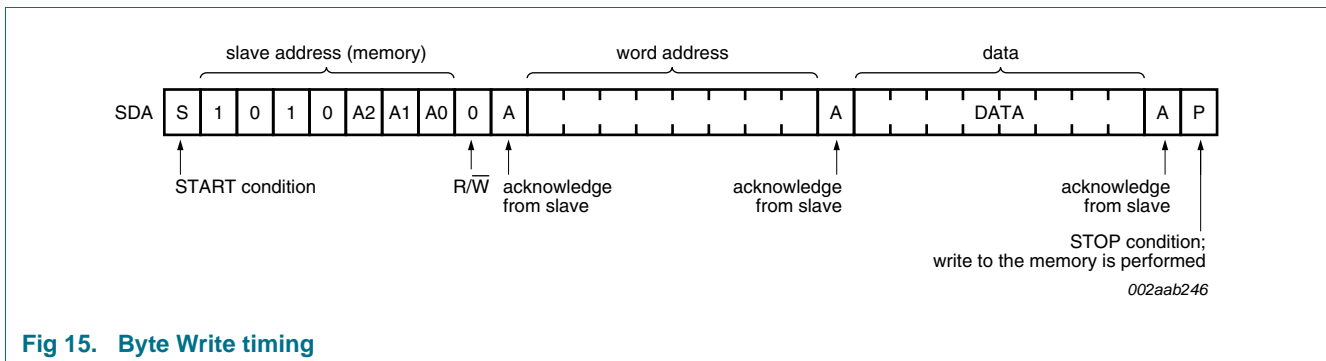 slave address (memory) word address data
SDA S 1 0 1 0 A2 A1 A0 0 A A DATA A P
START condition R/W̅ acknowledge from slave acknowledge from slave acknowledge from slave
STOP condition;
write to the memory is performed
002aab246
Fig 15. Byte Write timing